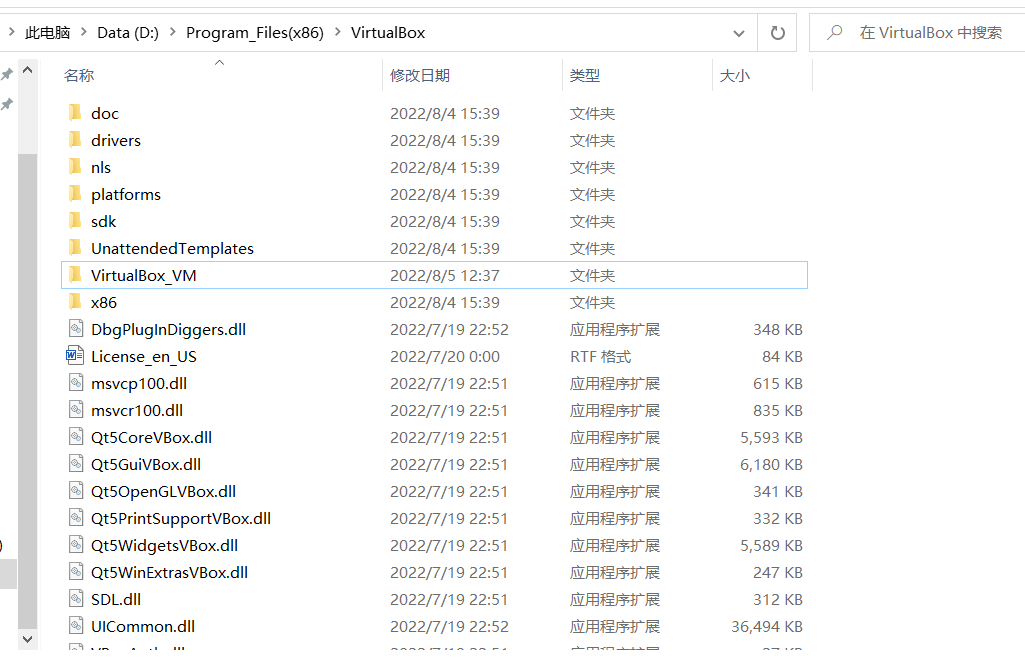 此电脑 > Data (D:) > Program_Files(x86) > VirtualBox 在 VirtualBox 中搜索
名称 修改日期 类型 大小
doc 2022/8/4 15:39 文件夹
drivers 2022/8/4 15:39 文件夹
nls 2022/8/4 15:39 文件夹
platforms 2022/8/4 15:39 文件夹
sdk 2022/8/4 15:39 文件夹
UnattendedTemplates 2022/8/4 15:39 文件夹
VirtualBox_VM 2022/8/5 12:37 文件夹
x86 2022/8/4 15:39 文件夹
DbgPlugInDiggers.dll 2022/7/19 22:52 应用程序扩展 348 KB
License_en_US 2022/7/20 0:00 RTF 格式 84 KB
msvcp100.dll 2022/7/19 22:51 应用程序扩展 615 KB
msvcr100.dll 2022/7/19 22:51 应用程序扩展 835 KB
Qt5CoreVBox.dll 2022/7/19 22:51 应用程序扩展 5,593 KB
Qt5GuiVBox.dll 2022/7/19 22:51 应用程序扩展 6,180 KB
Qt5OpenGLVBox.dll 2022/7/19 22:51 应用程序扩展 341 KB
Qt5PrintSupportVBox.dll 2022/7/19 22:51 应用程序扩展 332 KB
Qt5WidgetsVBox.dll 2022/7/19 22:51 应用程序扩展 5,589 KB
Qt5WinExtrasVBox.dll 2022/7/19 22:51 应用程序扩展 247 KB
SDL.dll 2022/7/19 22:51 应用程序扩展 312 KB
UICommon.dll 2022/7/19 22:52 应用程序扩展 36,494 KB